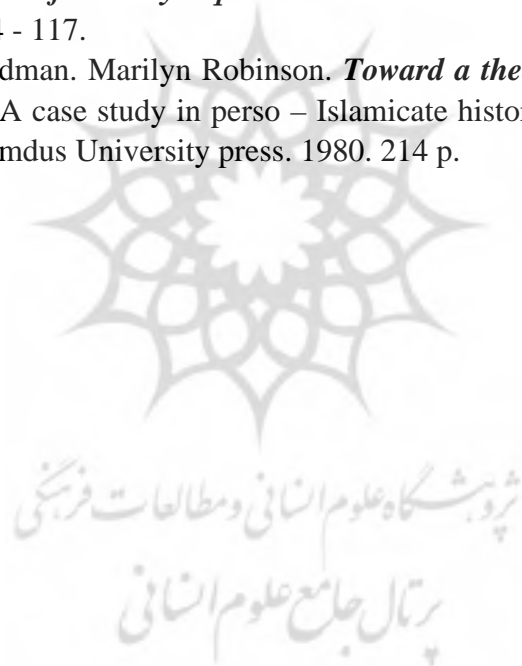 4 - 117.
dman. Marilyn Robinson. Toward a the
A case study in perso – Islamicate histor
mdus University press. 1980. 214 p.
پژوهشگاه علوم انسانی و مطالعات فرهنگی
پرتال جامع علوم انسانی